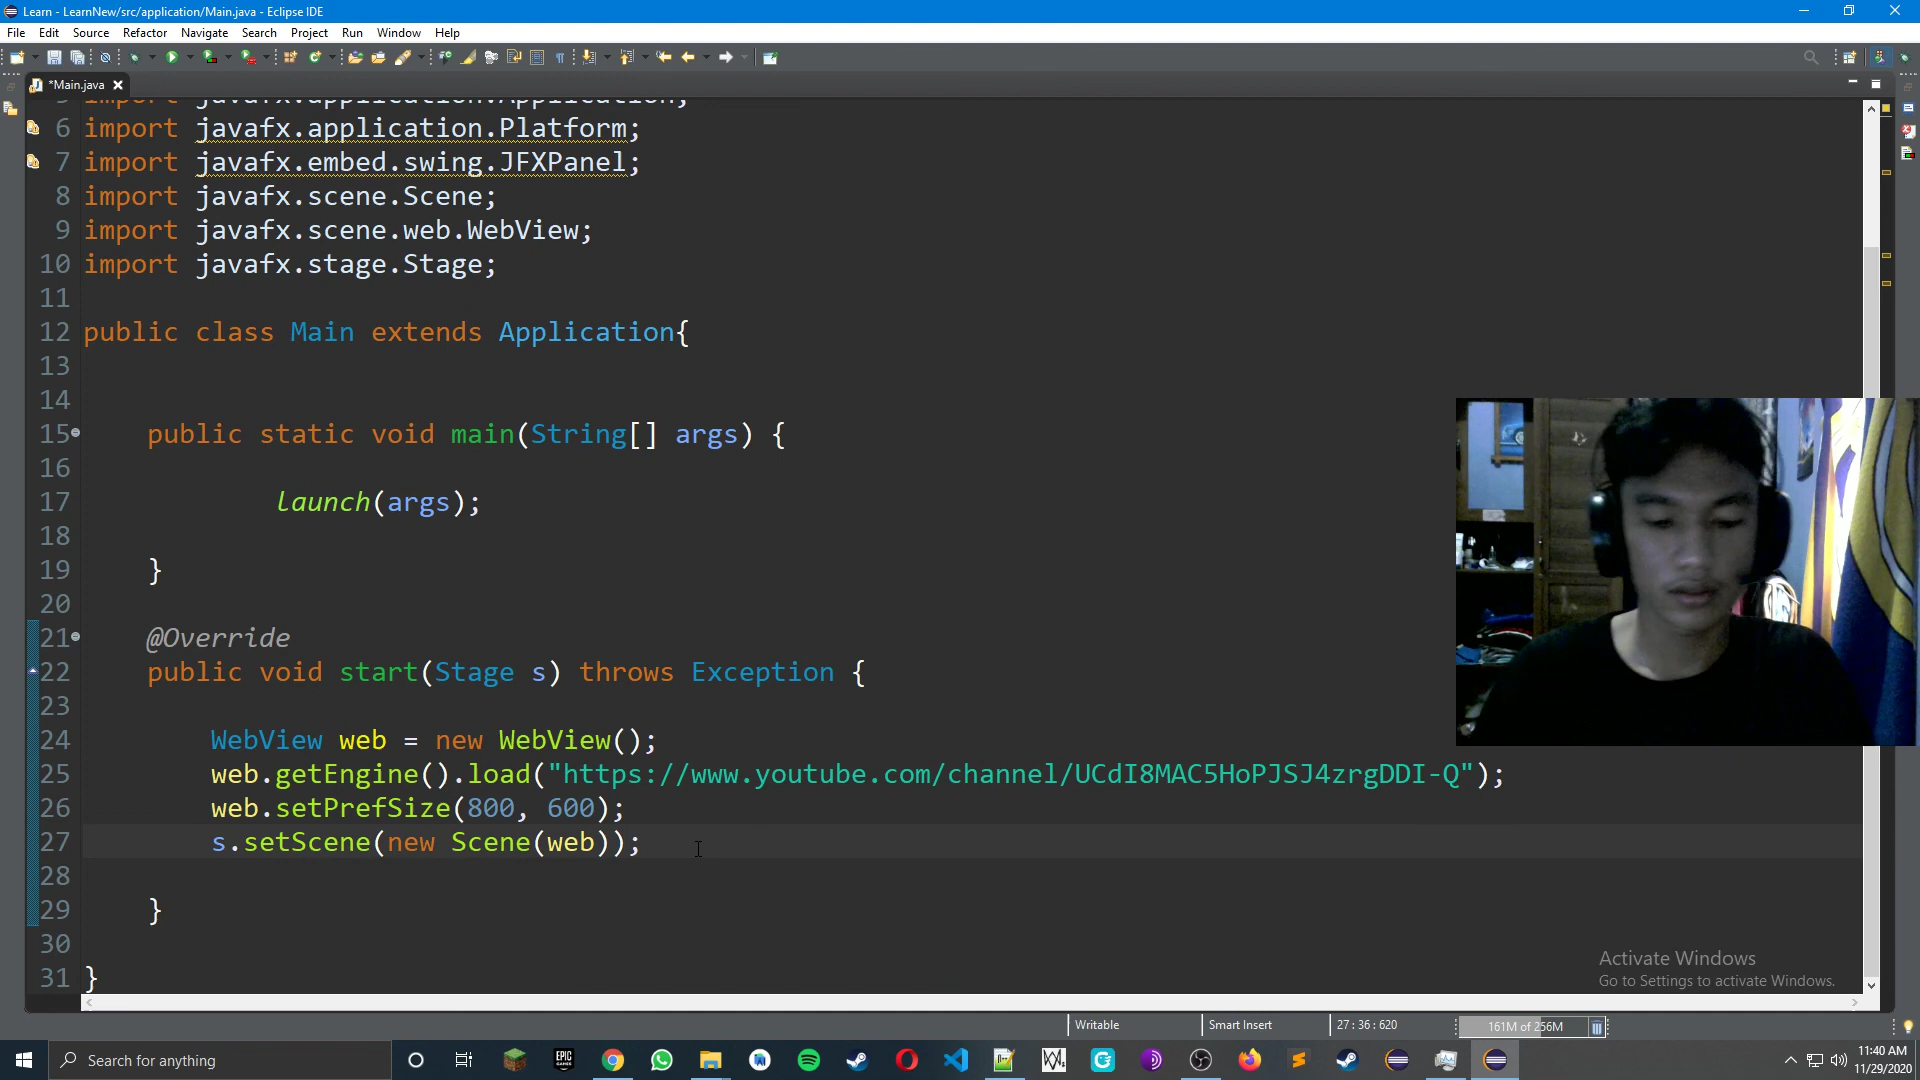 Learn - LearnNew/src/application/Main.java - Eclipse IDE
File Edit Source Refactor Navigate Search Project Run Window Help
*Main.java
5 import javafx.application.Application;
6 import javafx.application.Platform;
7 import javafx.embed.swing.JFXPanel;
8 import javafx.scene.Scene;
9 import javafx.scene.web.WebView;
10 import javafx.stage.Stage;
11
12 public class Main extends Application{
13
14
15 public static void main(String[] args) {
16
17 launch(args);
18
19 }
20
21 @Override
22 public void start(Stage s) throws Exception {
23
24 WebView web = new WebView();
25 web.getEngine().load("https://www.youtube.com/channel/UCdI8MAC5HoPJSJ4zrgDDI-Q");
26 web.setPrefSize(800, 600);
27 s.setScene(new Scene(web));
28
29 }
30
31 }
Activate Windows
Go to Settings to activate Windows.
Writable Smart Insert 27 : 36 : 620 161M of 256M
Search for anything
EPIC GAMES
11:40 AM
11/29/2020